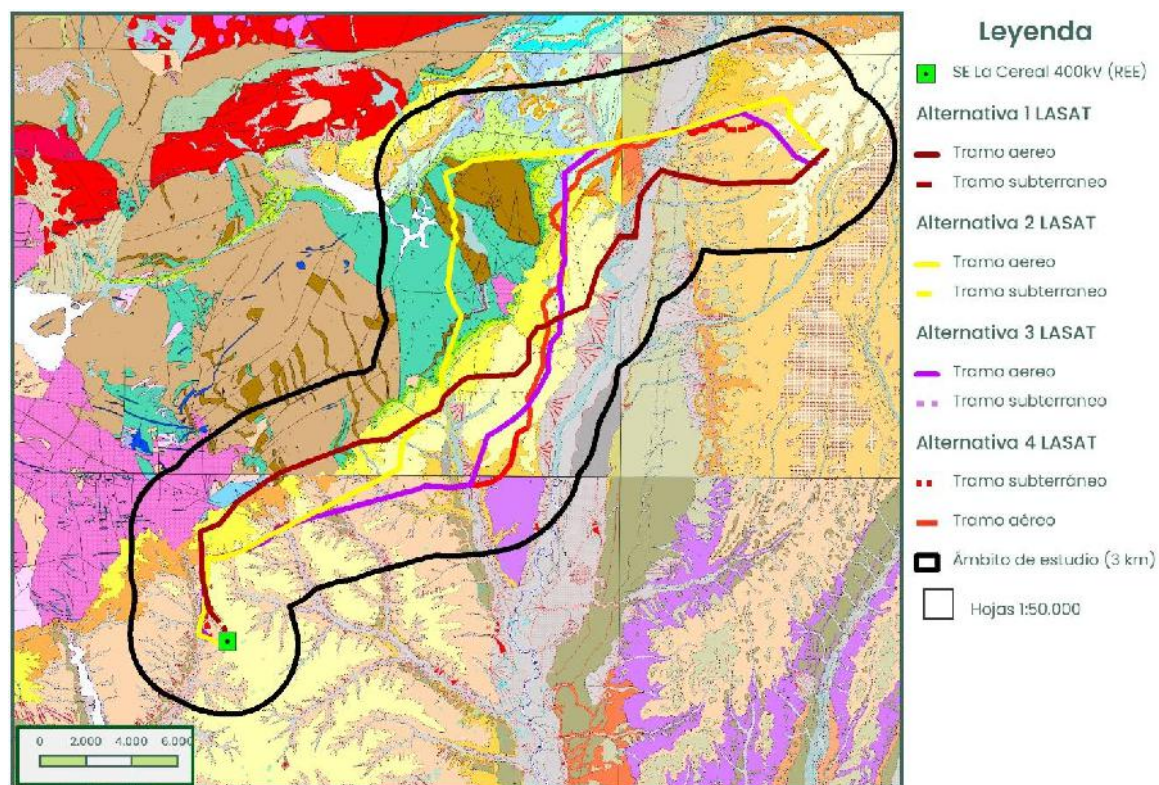 Leyenda
SE La Cereal 400kV (REE)
Alternativa 1 LASAT
Tramo aereo
Tramo subterraneo
Alternativa 2 LASAT
Tramo aereo
Tramo subterraneo
Alternativa 3 LASAT
Tramo aereo
Tramo subterraneo
Alternativa 4 LASAT
Tramo subterráneo
Tramo aéreo
Ámbito de estudio (3 km)
Hojas 1:50.000
0 2.000 4.000 6.000